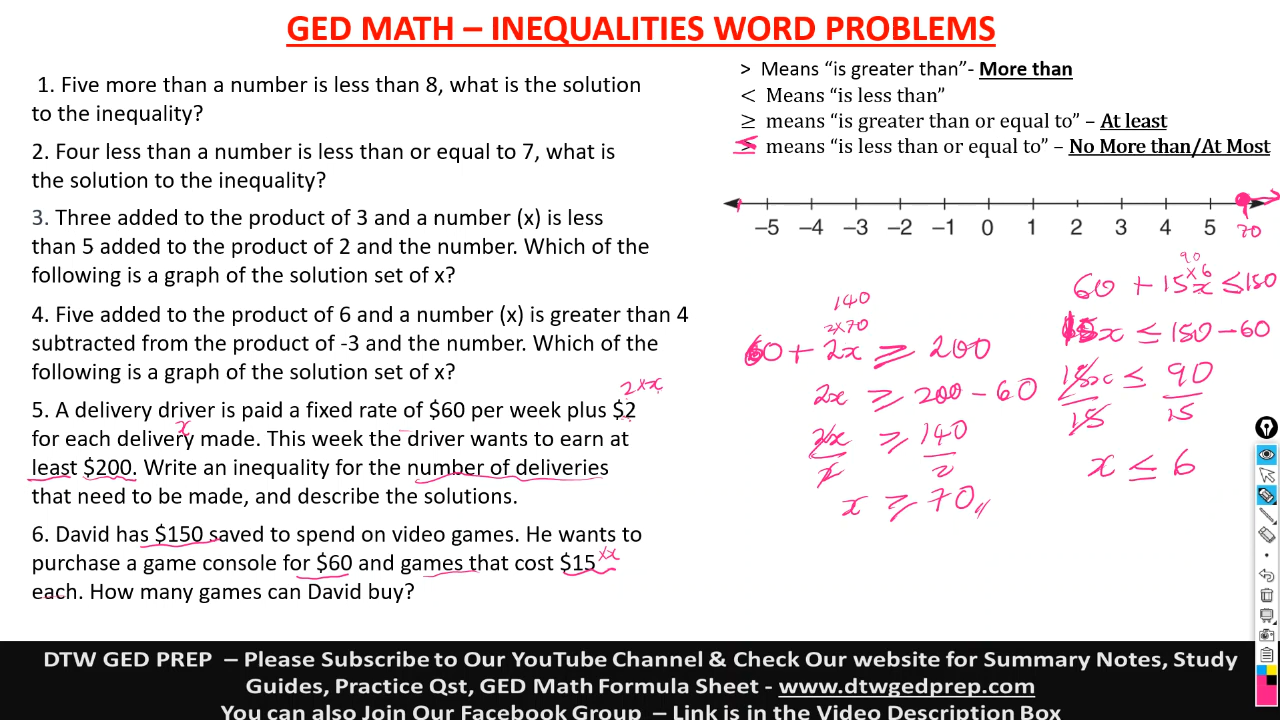 GED MATH – INEQUALITIES WORD PROBLEMS
1. Five more than a number is less than 8, what is the solution
to the inequality?
2. Four less than a number is less than or equal to 7, what is
the solution to the inequality?
3. Three added to the product of 3 and a number (x) is less
than 5 added to the product of 2 and the number. Which of the
following is a graph of the solution set of x?
4. Five added to the product of 6 and a number (x) is greater than 4
subtracted from the product of -3 and the number. Which of the
following is a graph of the solution set of x?
2×x
5. A delivery driver is paid a fixed rate of $60 per week plus $2
x
for each delivery made. This week the driver wants to earn at
least $200. Write an inequality for the number of deliveries
that need to be made, and describe the solutions.
6. David has $150 saved to spend on video games. He wants to
purchase a game console for $60 and games that cost $15 ×x
each. How many games can David buy?
> Means “is greater than”- More than
< Means “is less than”
≥ means “is greater than or equal to” – At least
≤ means “is less than or equal to” – No More than/At Most
−5 −4 −3 −2 −1 0 1 2 3 4 5
70
140
2×70
60 + 2x ≥ 200
2x ≥ 200 - 60
2x ≥ 140
2 2
x ≥ 70
90
×6
60 + 15x ≤ 150
15x ≤ 150 - 60
15x ≤ 90
15 15
x ≤ 6
DTW GED PREP – Please Subscribe to Our YouTube Channel & Check Our website for Summary Notes, Study
Guides, Practice Qst, GED Math Formula Sheet - www.dtwgedprep.com
You can also Join Our Facebook Group – Link is in the Video Description Box